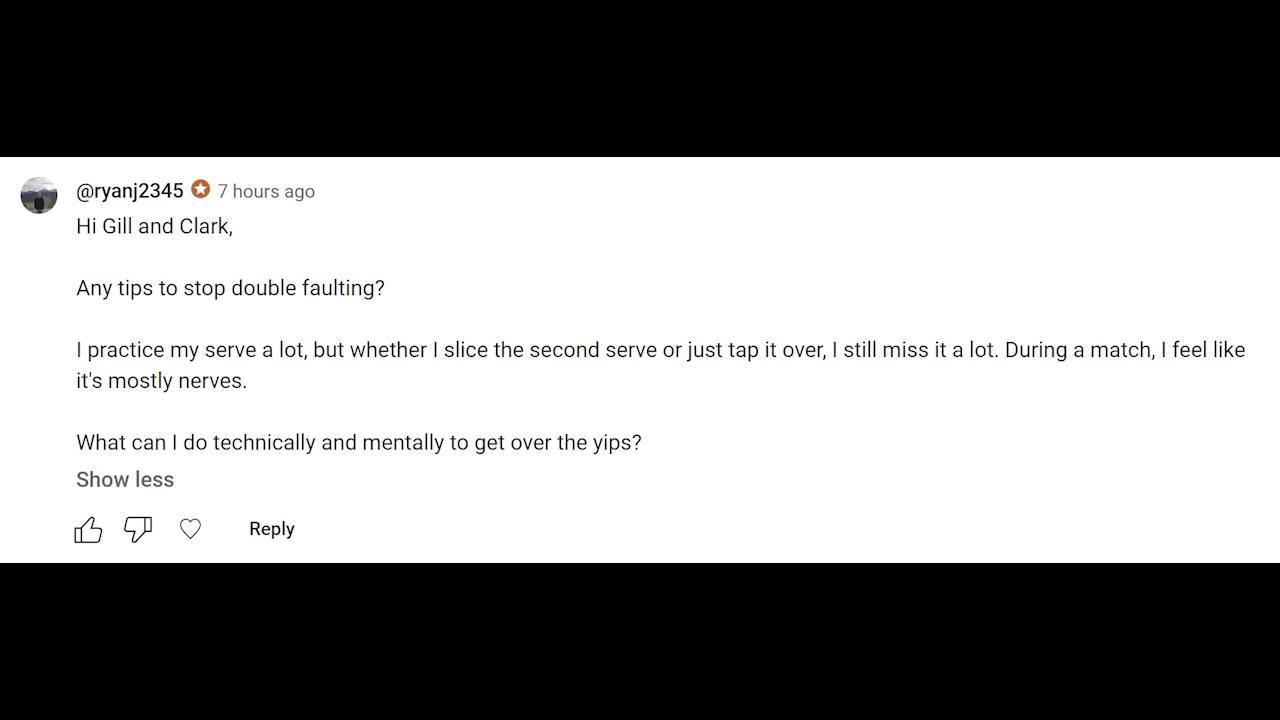 @ryanj2345 7 hours ago
Hi Gill and Clark,
Any tips to stop double faulting?
I practice my serve a lot, but whether I slice the second serve or just tap it over, I still miss it a lot. During a match, I feel like
it's mostly nerves.
What can I do technically and mentally to get over the yips?
Show less
Reply